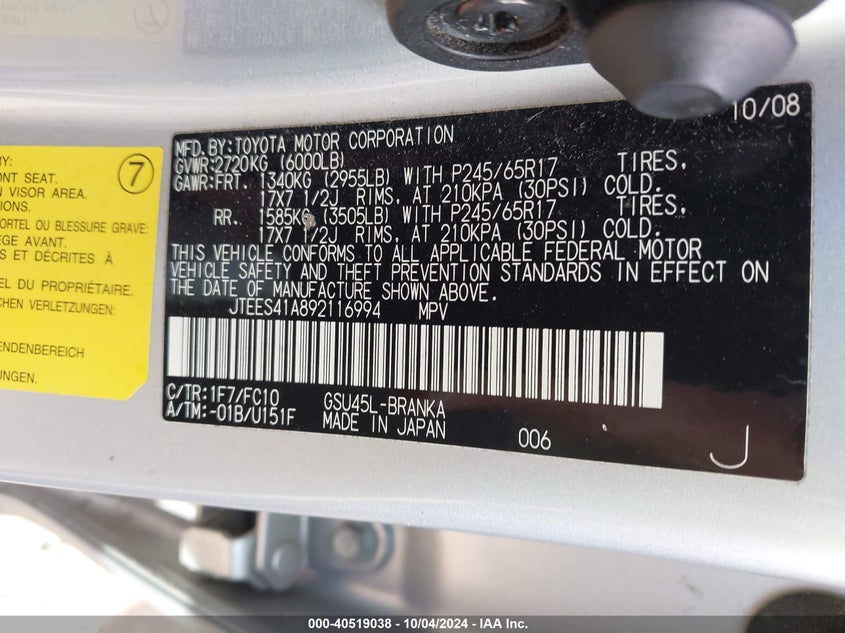 10/08
MFD. BY: TOYOTA MOTOR CORPORATION
GVWR: 2720KG (6000LB)
GAWR: FRT. 1340KG (2955LB) WITH P245/65R17 TIRES,
17X7 1/2J RIMS, AT 210KPA (30PSI) COLD.
RR. 1585KG (3505LB) WITH P245/65R17 TIRES,
17X7 1/2J RIMS, AT 210KPA (30PSI) COLD.
THIS VEHICLE CONFORMS TO ALL APPLICABLE FEDERAL MOTOR
VEHICLE SAFETY AND THEFT PREVENTION STANDARDS IN EFFECT ON
THE DATE OF MANUFACTURE SHOWN ABOVE.
JTEES41A892116994 MPV
C/TR: 1F7/FC10 GSU45L-BRANKA
A/TM: -01B/U151F MADE IN JAPAN 006 J
7
NT SEAT.
VISOR AREA.
IONS.
ORTEL OU BLESSURE GRAVE:
GE AVANT.
S ET DÉCRITES À
EL DU PROPRIÉTAIRE.
ICHEN VERLETZUNGEN:
ENDENBEREICH
UNGEN.
000-40519038 - 10/04/2024 - IAA Inc.